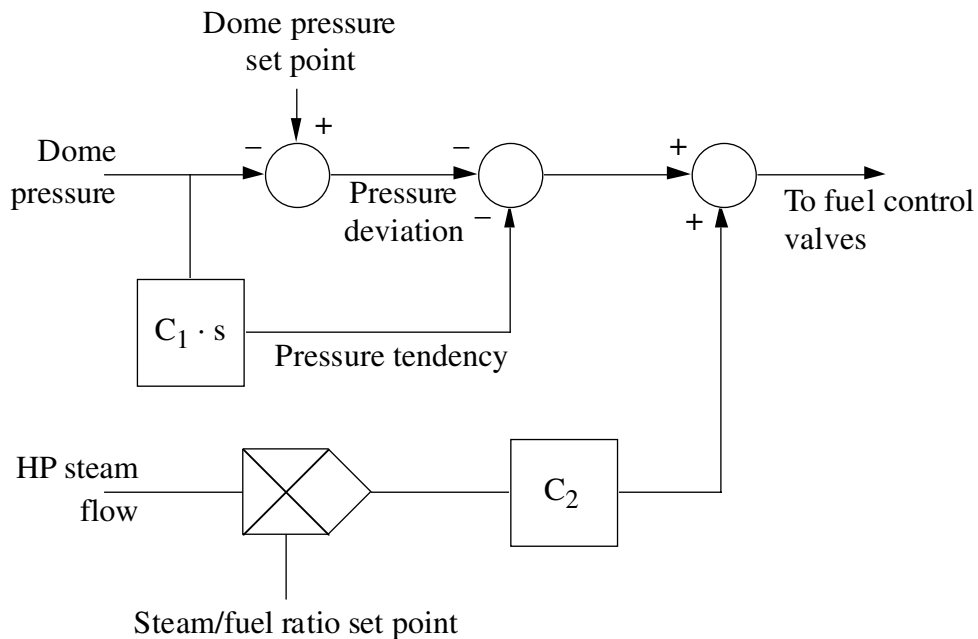 Dome pressure
set point
+
−
−
+
Dome
pressure
Pressure
deviation
−
+
To fuel control
valves
C1 · s
Pressure tendency
HP steam
flow
C2
Steam/fuel ratio set point